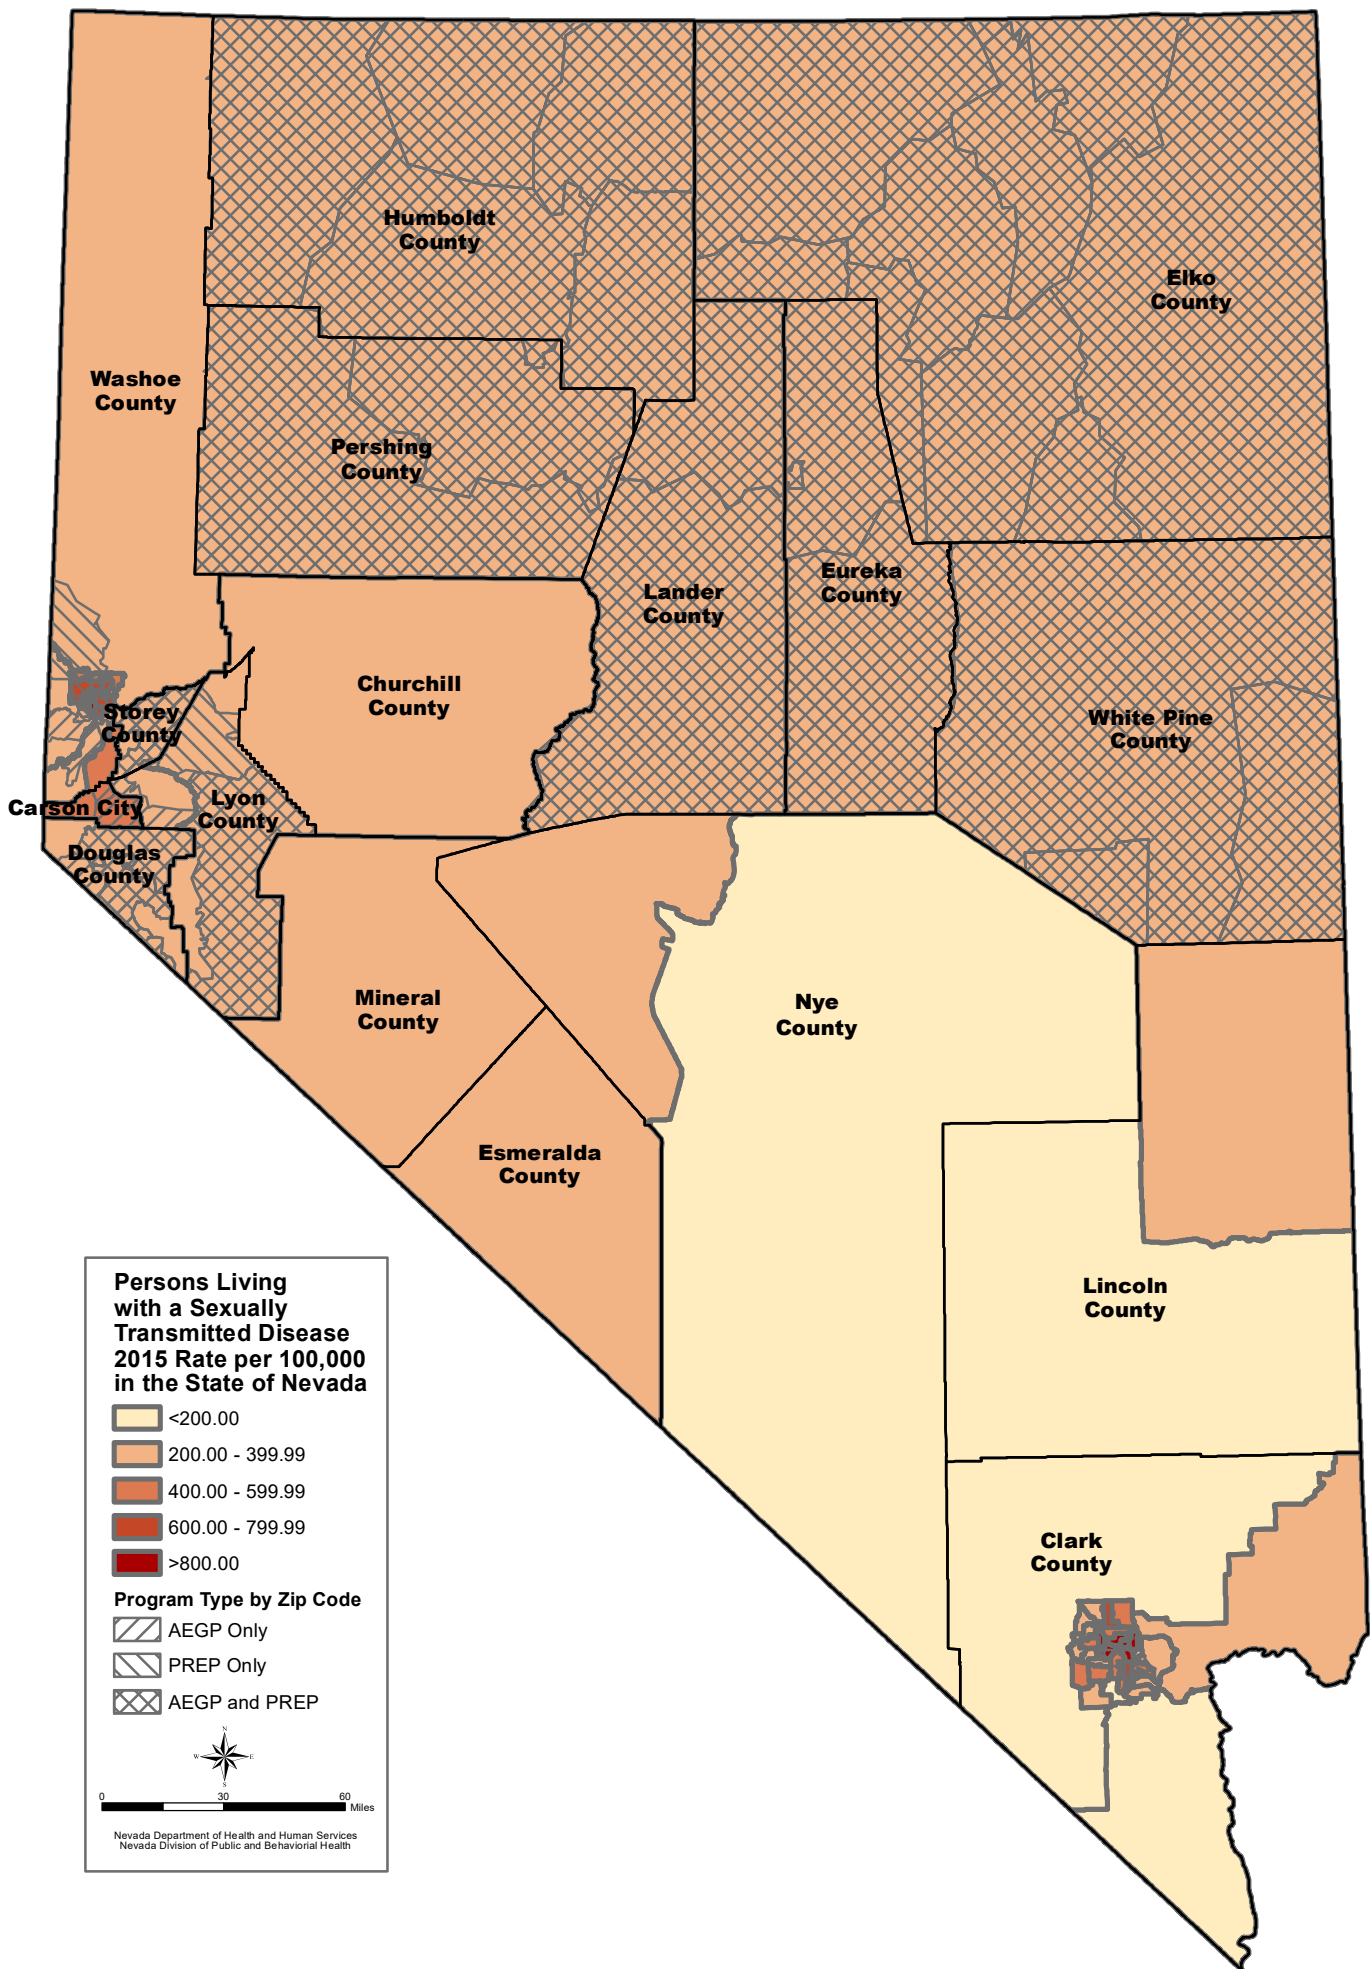 Humboldt
County
Elko
County
Washoe
County
Pershing
County
Eureka
County
Lander
County
Churchill
County
Storey
County
White Pine
County
Carson City
Lyon
County
Douglas
County
Mineral
County
Nye
County
Esmeralda
County
Lincoln
County
Clark
County
Persons Living
with a Sexually
Transmitted Disease
2015 Rate per 100,000
in the State of Nevada
<200.00
200.00 - 399.99
400.00 - 599.99
600.00 - 799.99
>800.00
Program Type by Zip Code
AEGP Only
PREP Only
AEGP and PREP
N
W E
S
0 30 60
Miles
Nevada Department of Health and Human Services
Nevada Division of Public and Behaviorial Health